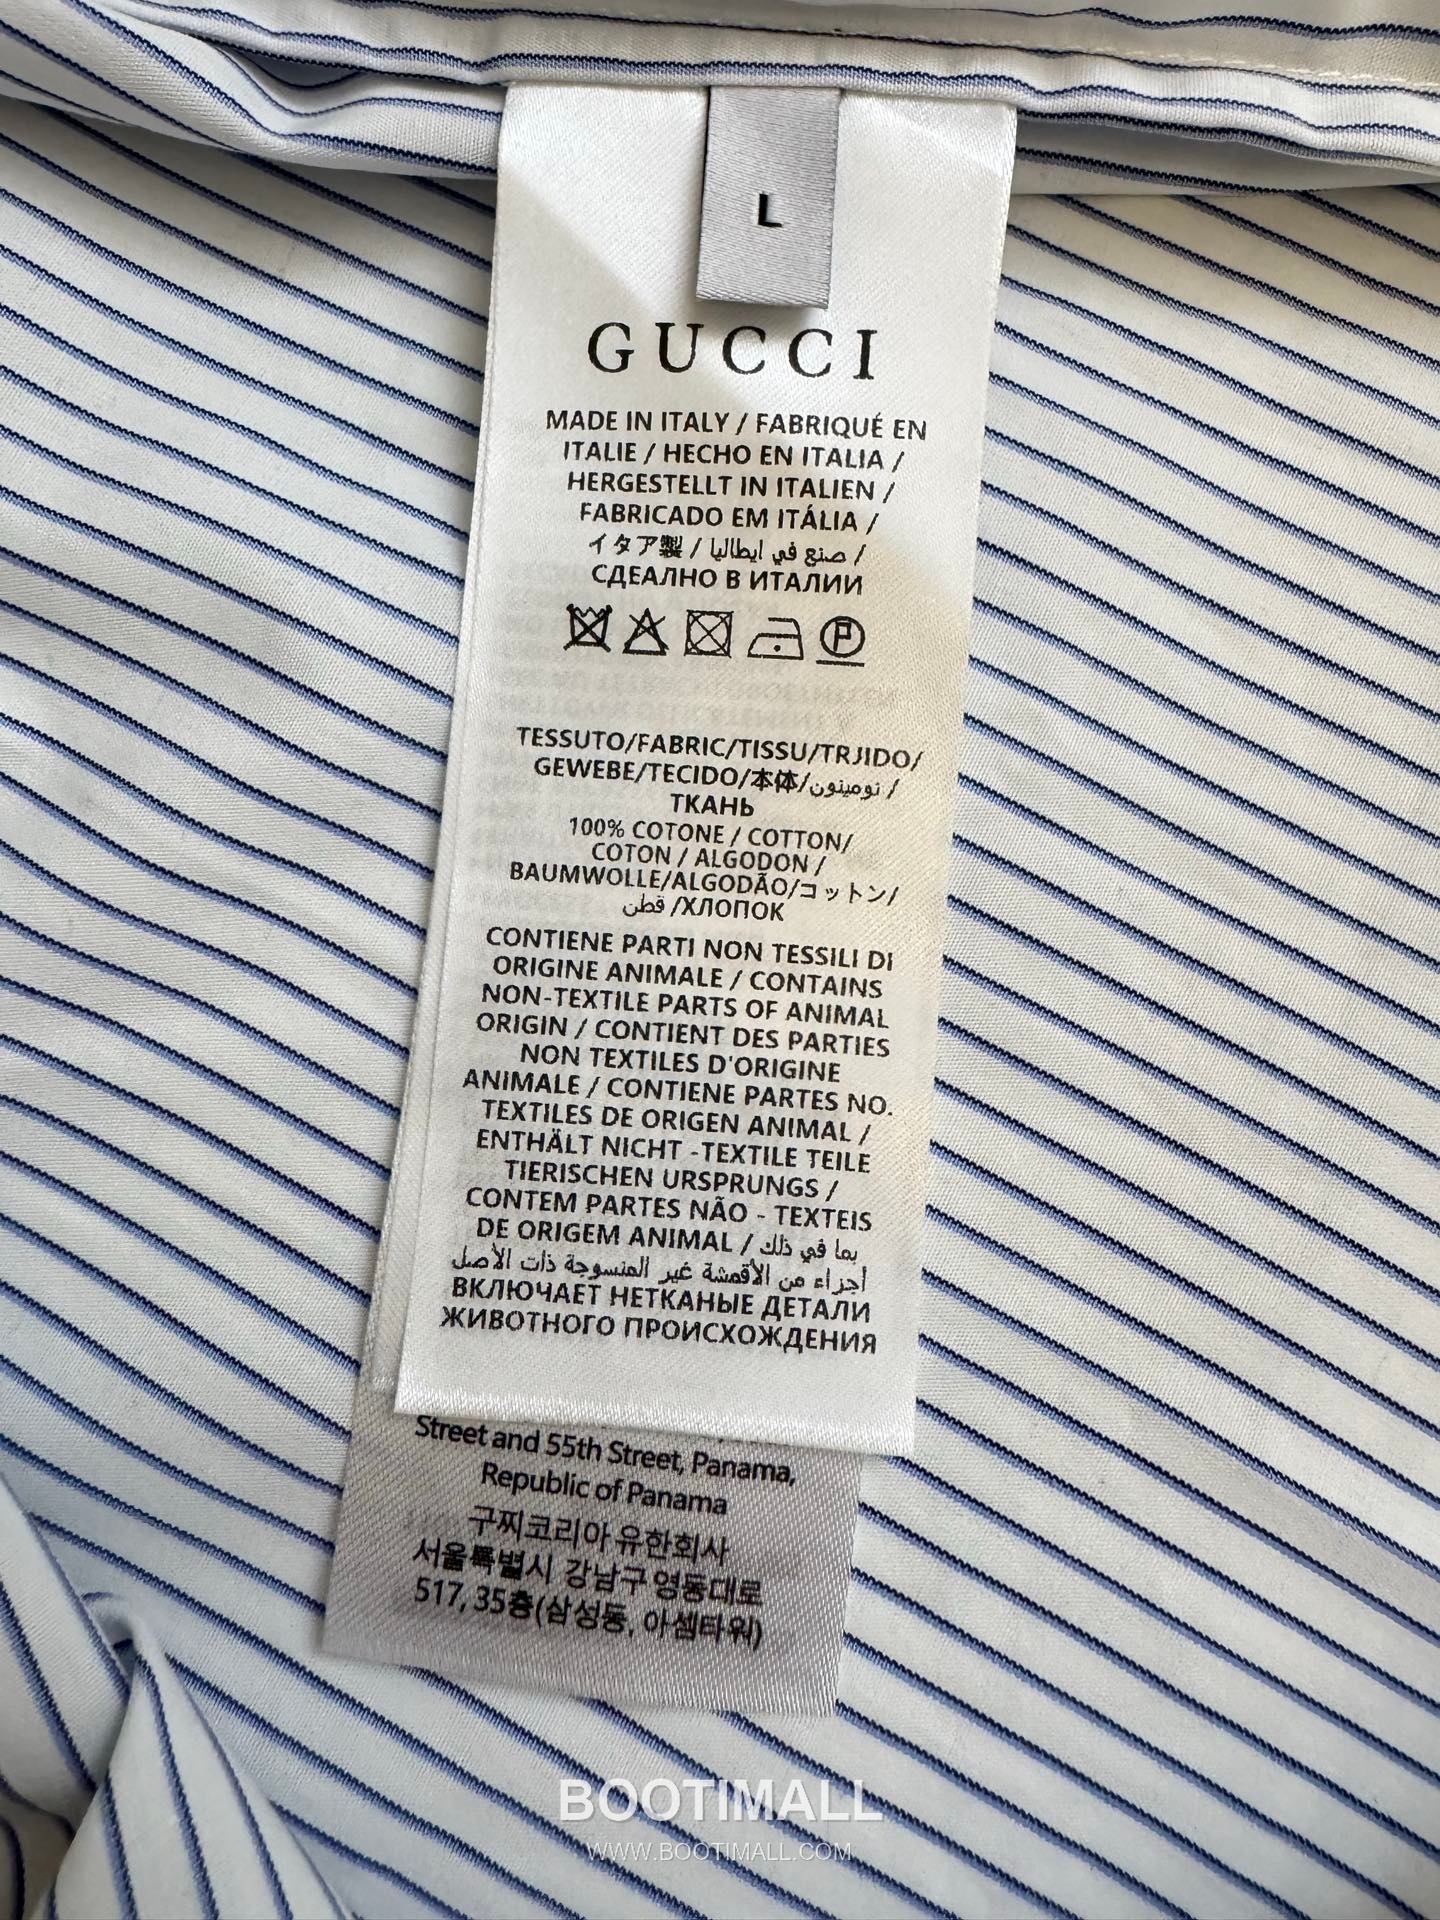 L
GUCCI
MADE IN ITALY / FABRIQUÉ EN
ITALIE / HECHO EN ITALIA /
HERGESTELLT IN ITALIEN /
FABRICADO EM ITÁLIA /
イタア製 / صنع في ايطاليا /
СДЕАЛНО В ИТАЛИИ
P
TESSUTO/FABRIC/TISSU/TRJIDO/
GEWEBE/TECIDO/本体/نومينون /
ТКАНЬ
100% COTONE / COTTON/
COTON / ALGODON /
BAUMWOLLE/ALGODÃO/コットン/
قطن /ХЛОПОК
CONTIENE PARTI NON TESSILI DI
ORIGINE ANIMALE / CONTAINS
NON-TEXTILE PARTS OF ANIMAL
ORIGIN / CONTIENT DES PARTIES
NON TEXTILES D'ORIGINE
ANIMALE / CONTIENE PARTES NO.
TEXTILES DE ORIGEN ANIMAL /
ENTHÄLT NICHT -TEXTILE TEILE
TIERISCHEN URSPRUNGS /
CONTEM PARTES NÃO - TEXTEIS
DE ORIGEM ANIMAL / بما في ذلك
أجزاء من الأقمشة غير المنسوجة ذات الأصل
ВКЛЮЧАЕТ НЕТКАНЫЕ ДЕТАЛИ
ЖИВОТНОГО ПРОИСХОЖДЕНИЯ
Street and 55th Street, Panama,
Republic of Panama
구찌코리아 유한회사
서울특별시 강남구 영동대로
517, 35층(삼성동, 아셈타워)
BOOTIMALL
WWW.BOOTIMALL.COM